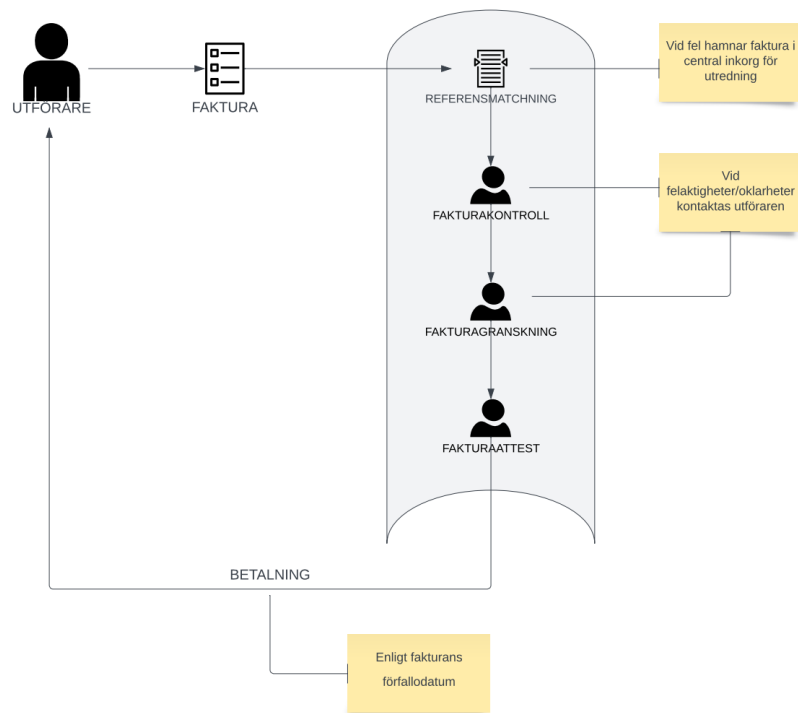 Vid fel hamnar faktura i
central inkorg för
utredning
UTFÖRARE
FAKTURA
REFERENSMATCHNING
Vid
felaktigheter/oklarheter
kontaktas utföraren
FAKTURAKONTROLL
FAKTURAGRANSKNING
FAKTURAATTEST
BETALNING
Enligt fakturans
förfallodatum